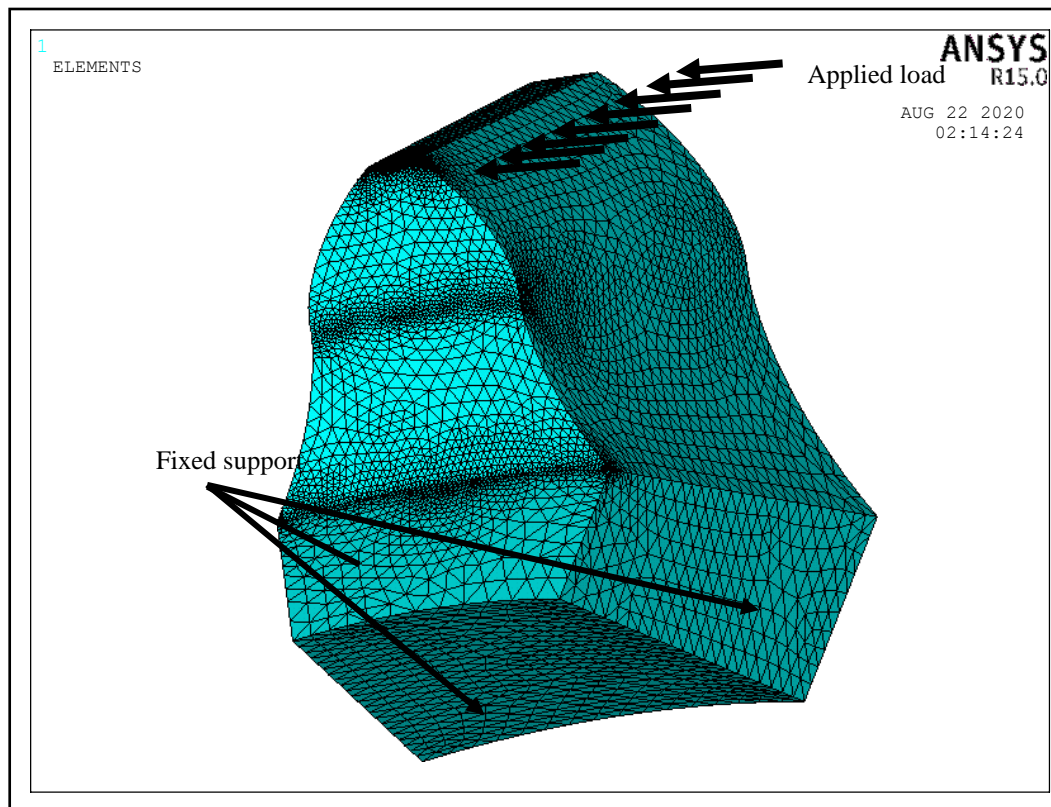 1
ELEMENTS
ANSYS
R15.0
Applied load
AUG 22 2020
02:14:24
Fixed support